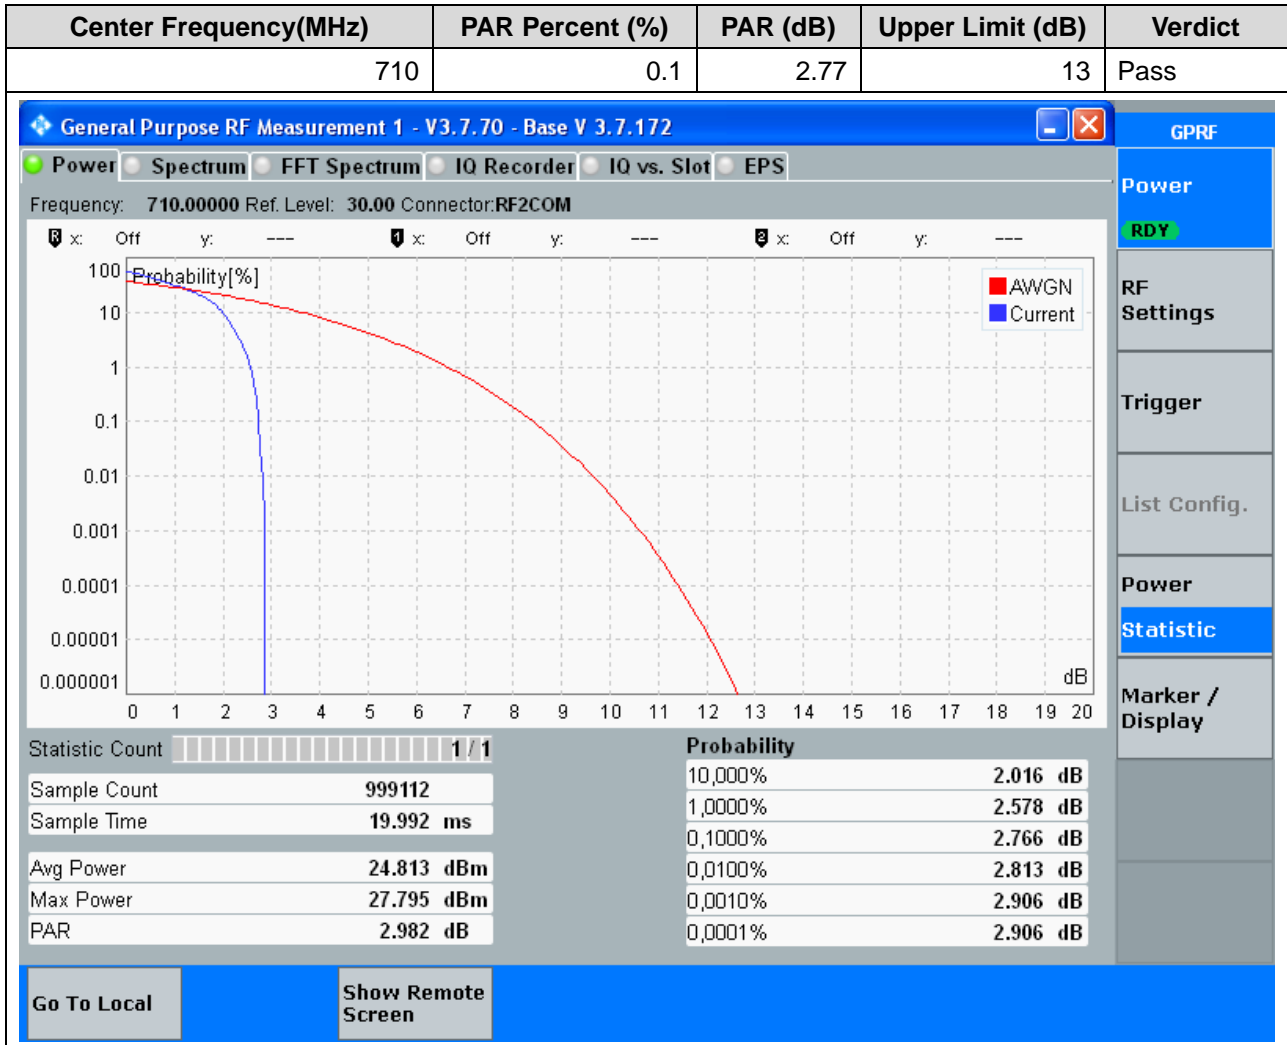 Center Frequency(MHz) PAR Percent (%) PAR (dB) Upper Limit (dB) Verdict
710 0.1 2.77 13 Pass
General Purpose RF Measurement 1 - V3.7.70 - Base V 3.7.172
GPRF
Power Spectrum FFT Spectrum IQ Recorder IQ vs. Slot EPS
Power
Frequency: 710.00000 Ref. Level: 30.00 Connector:RF2COM
RDY
R x: Off y: --- 1 x: Off y: --- 2 x: Off y: ---
100 Probability[%]
AWGN
RF
Settings
10
Current
1
Trigger
0.1
0.01
List Config.
0.001
0.0001
Power
0.00001
Statistic
0.000001
dB
Marker /
Display
0 1 2 3 4 5 6 7 8 9 10 11 12 13 14 15 16 17 18 19 20
Statistic Count 1 / 1
Probability
Sample Count 999112
10,000% 2.016 dB
Sample Time 19.992 ms
1,0000% 2.578 dB
0,1000% 2.766 dB
Avg Power 24.813 dBm
0,0100% 2.813 dB
Max Power 27.795 dBm
0,0010% 2.906 dB
PAR 2.982 dB
0,0001% 2.906 dB
Go To Local
Show Remote
Screen